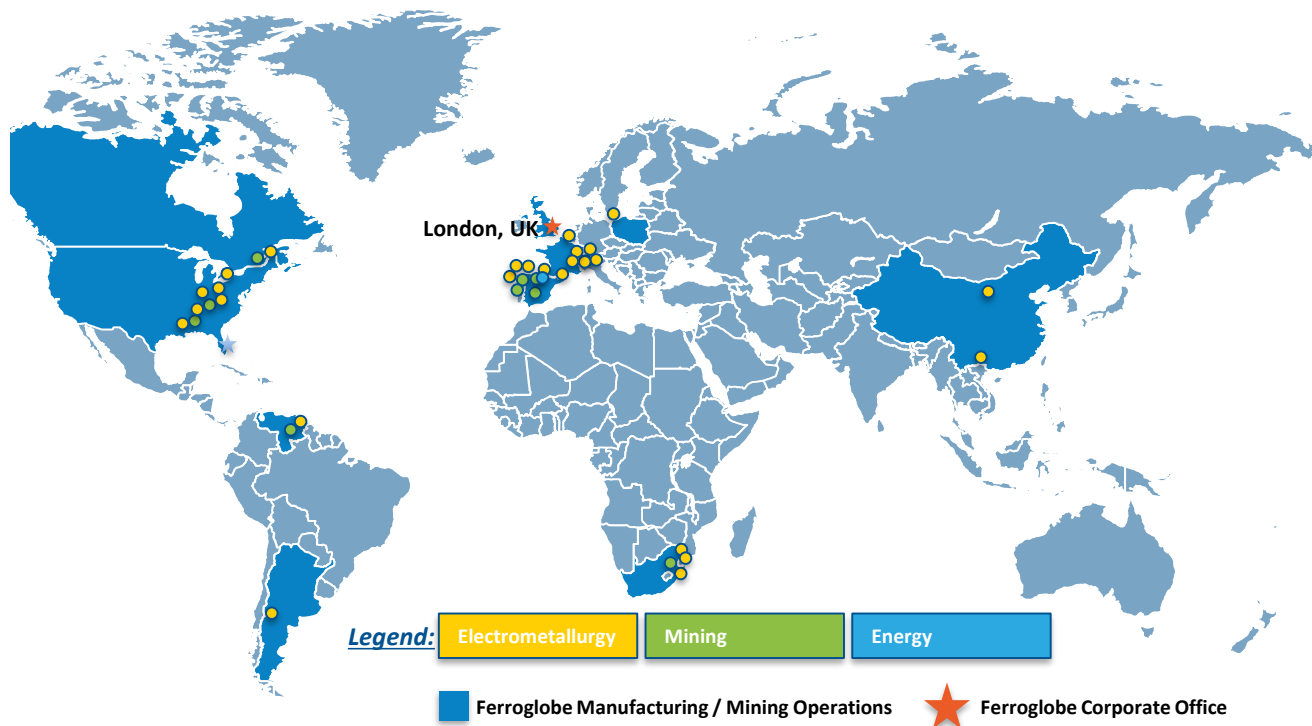 London, UK
Legend:
Electrometallurgy
Mining
Energy
Ferroglobe Manufacturing / Mining Operations
Ferroglobe Corporate Office